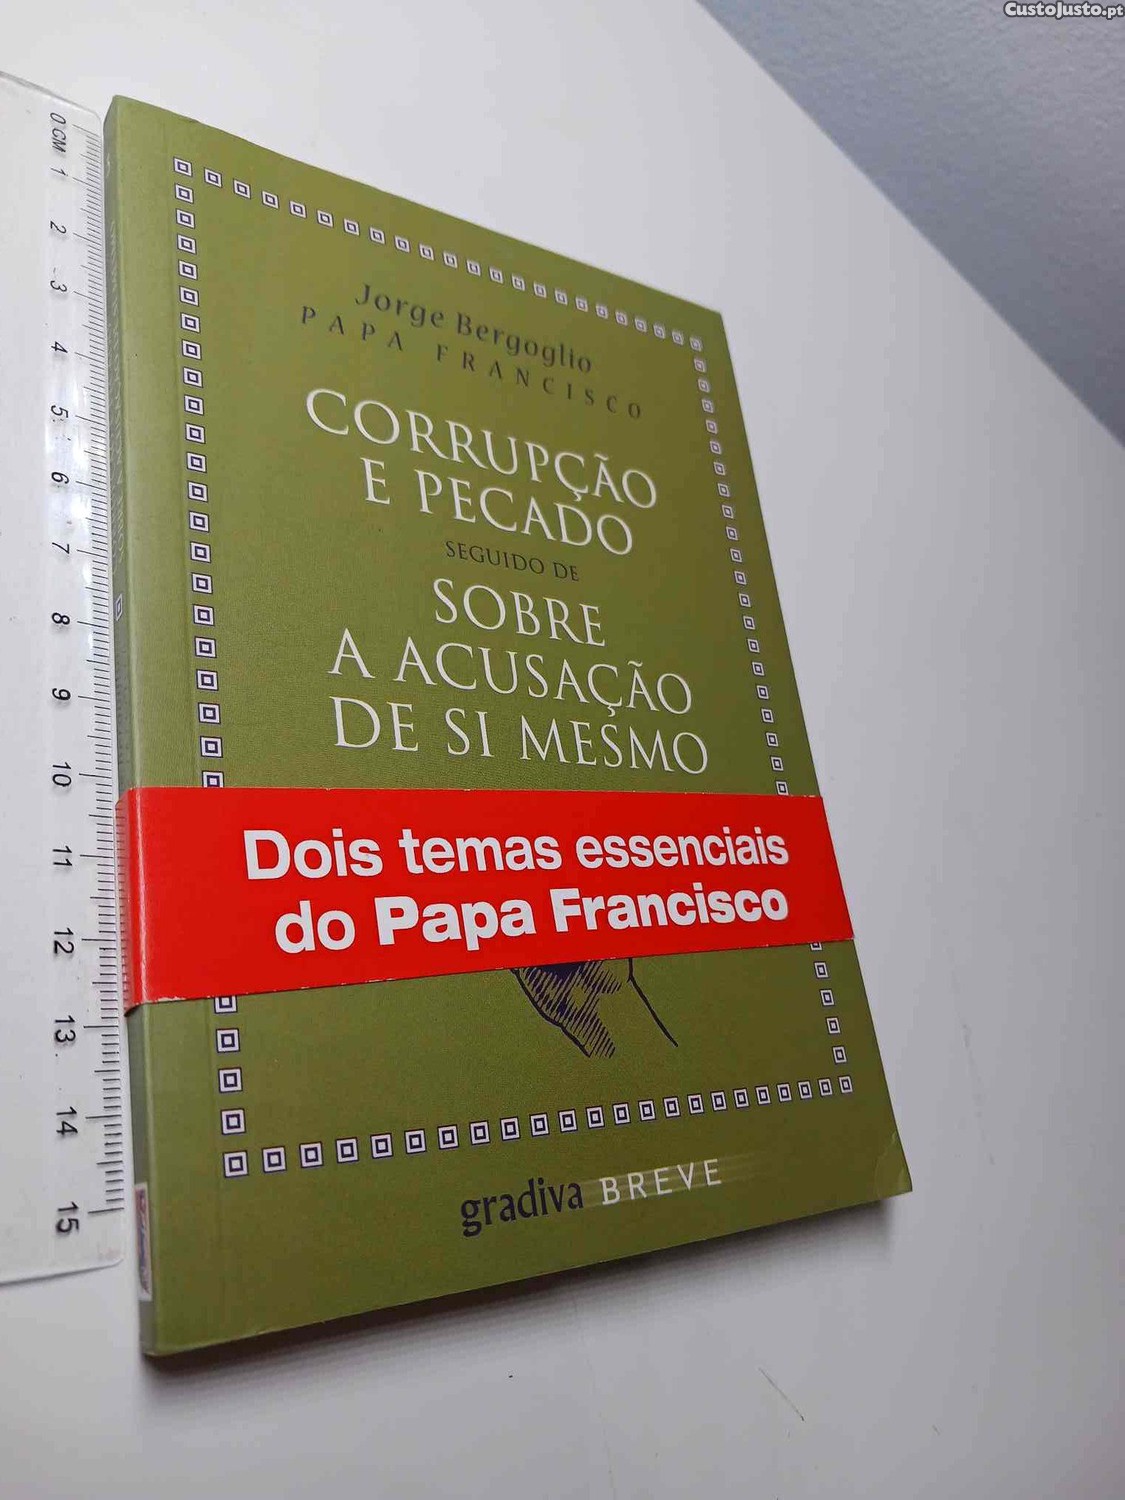 CustoJusto.pt
Jorge Bergoglio
PAPA FRANCISCO
CORRUPÇÃO
E PECADO
SEGUIDO DE
SOBRE
A ACUSAÇÃO
DE SI MESMO
Dois temas essenciais
do Papa Francisco
gradiva BREVE
0 CM 1 2 3 4 5 6 7 8 9 10 11 12 13 14 15